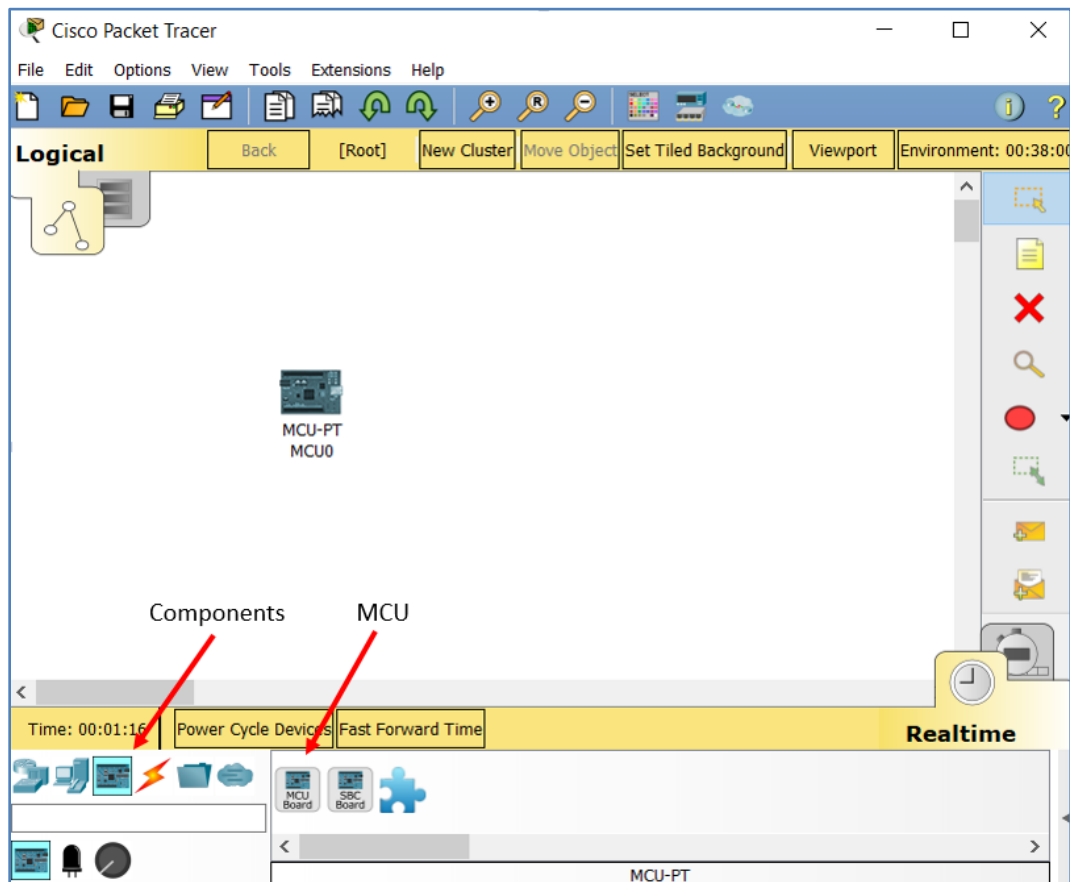 Cisco Packet Tracer
File Edit Options View Tools Extensions Help
Logical Back [Root] New Cluster Move Object Set Tiled Background Viewport Environment: 00:38:00
MCU-PT
MCU0
Components MCU
Time: 00:01:16 Power Cycle Devices Fast Forward Time Realtime
MCU Board
SBC Board
MCU-PT